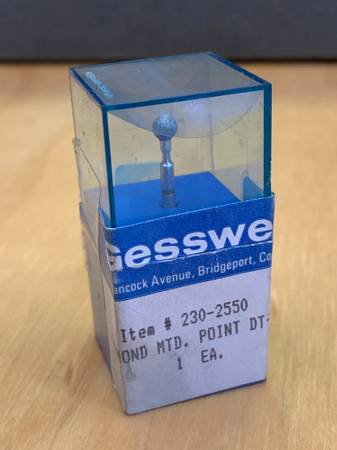 Gesswe
ancock Avenue, Bridgeport, Co
Item # 230-2550
OND MTD. POINT DT-
1 EA.